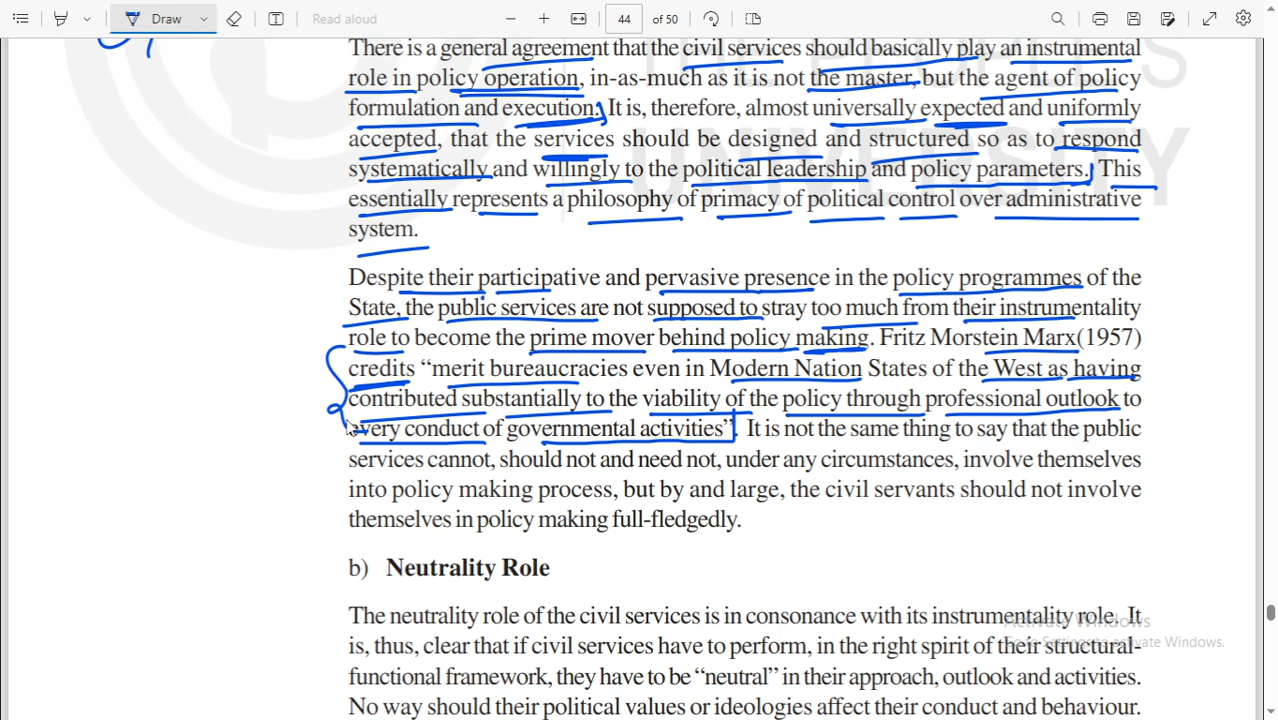 Draw
Read aloud
44 of 50
There is a general agreement that the civil services should basically play an instrumental
role in policy operation, in-as-much as it is not the master, but the agent of policy
formulation and execution. It is, therefore, almost universally expected and uniformly
accepted, that the services should be designed and structured so as to respond
systematically and willingly to the political leadership and policy parameters. This
essentially represents a philosophy of primacy of political control over administrative
system.
Despite their participative and pervasive presence in the policy programmes of the
State, the public services are not supposed to stray too much from their instrumentality
role to become the prime mover behind policy making. Fritz Morstein Marx(1957)
credits “merit bureaucracies even in Modern Nation States of the West as having
contributed substantially to the viability of the policy through professional outlook to
every conduct of governmental activities”. It is not the same thing to say that the public
services cannot, should not and need not, under any circumstances, involve themselves
into policy making process, but by and large, the civil servants should not involve
themselves in policy making full-fledgedly.
b) Neutrality Role
The neutrality role of the civil services is in consonance with its instrumentality role. It
is, thus, clear that if civil services have to perform, in the right spirit of their structural-
functional framework, they have to be “neutral” in their approach, outlook and activities.
No way should their political values or ideologies affect their conduct and behaviour.
Activate Windows
Go to Settings to activate Windows.
UNIVERSITY